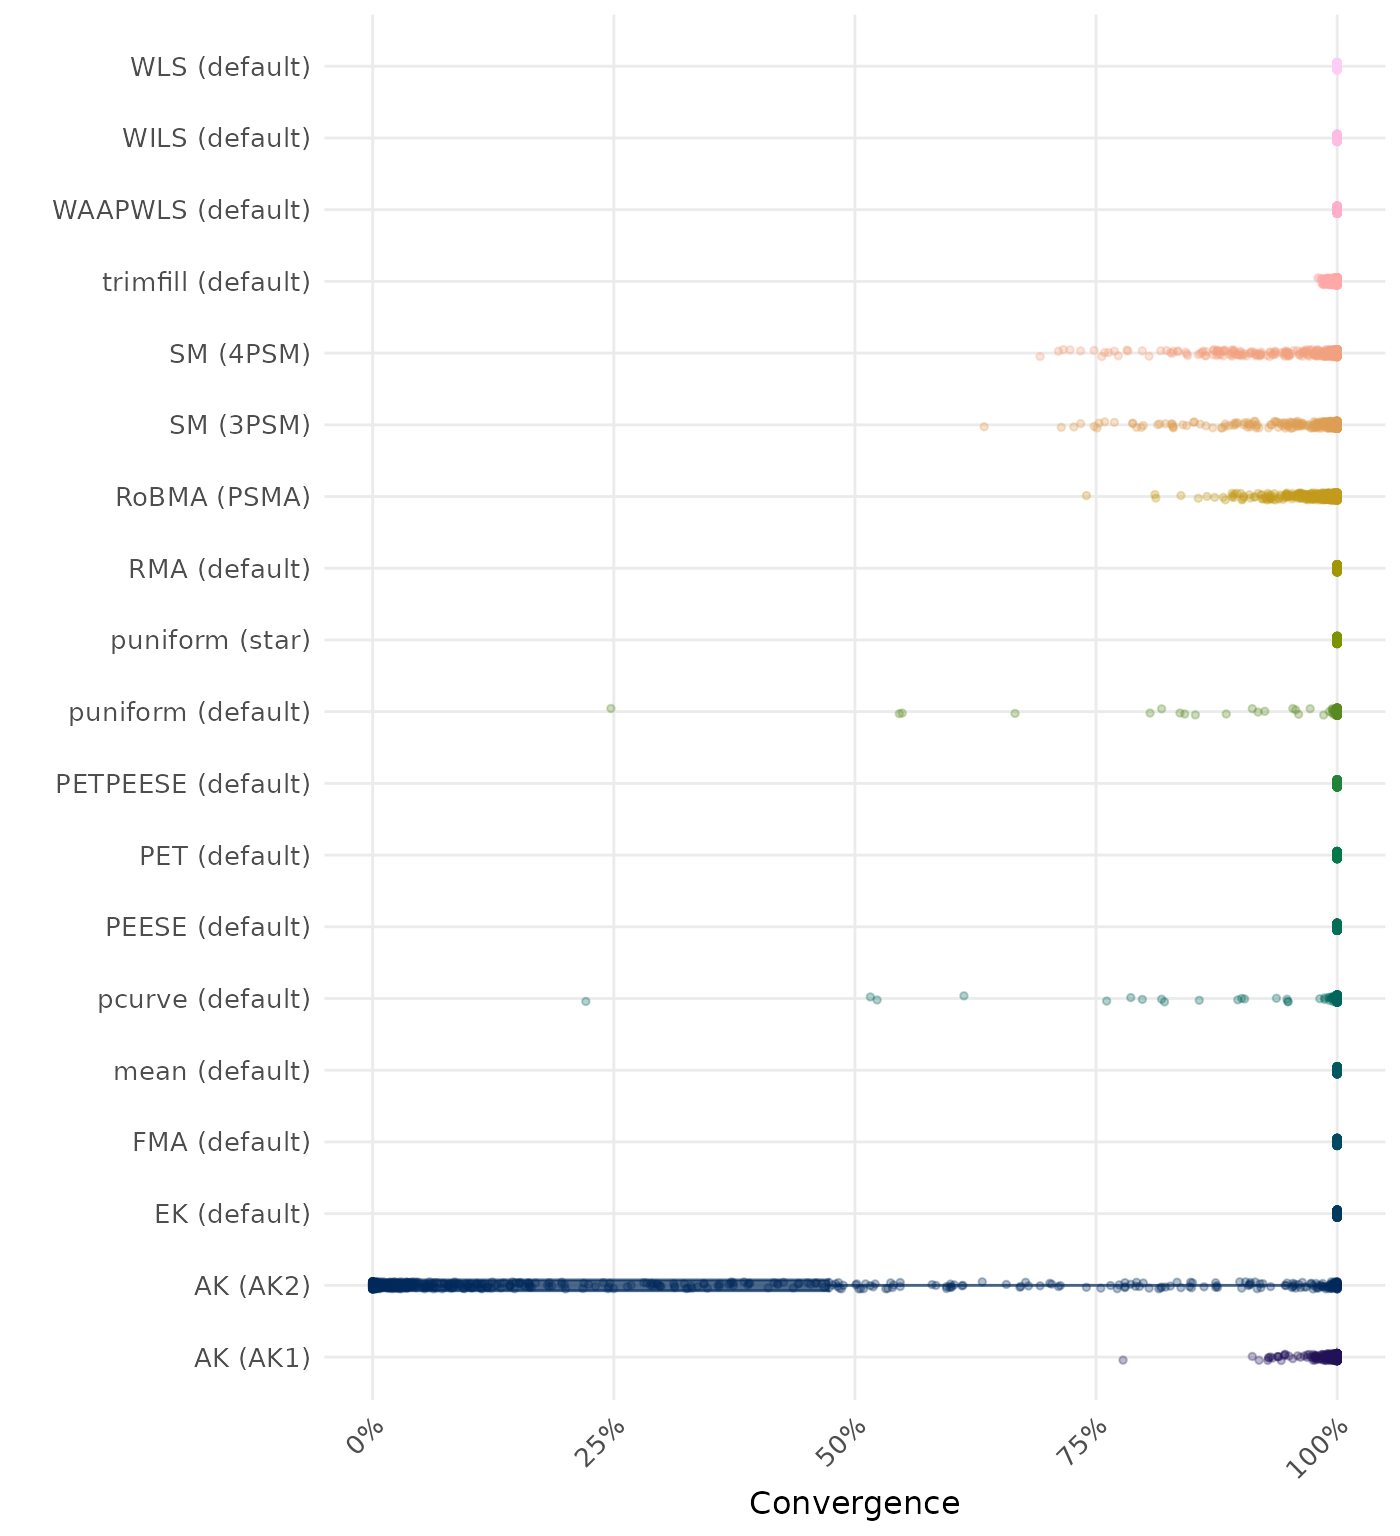 WLS (default)
WILS (default)
WAAPWLS (default)
trimfill (default)
SM (4PSM)
SM (3PSM)
RoBMA (PSMA)
RMA (default)
puniform (star)
puniform (default)
PETPEESE (default)
PET (default)
PEESE (default)
pcurve (default)
mean (default)
FMA (default)
EK (default)
AK (AK2)
AK (AK1)
0% 25% 50% 75% 100%
Convergence